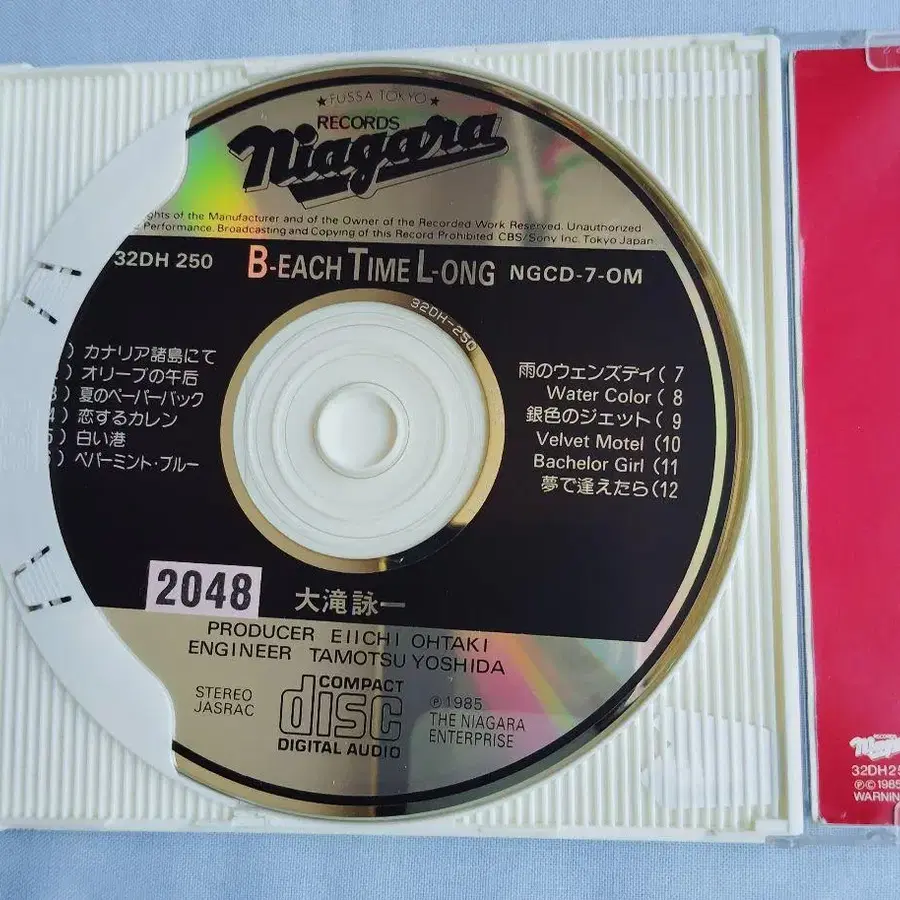 ★FUSSA TOKYO★
RECORDS
Niagara
ghts of the Manufacturer and of the Owner of the Recorded Work Reserved. Unauthorized
Performance. Broadcasting and Copying of this Record Prohibited CBS/Sony Inc. Tokyo Japan
32DH 250 B-EACH TIME L-ONG NGCD-7-OM
32DH-250
) カナリア諸島にて
) オリーブの午后
) 夏のペーパーバック
) 恋するカレン
) 白い港
) ペパーミント・ブルー
雨のウェンズデイ( 7
Water Color ( 8
銀色のジェット( 9
Velvet Motel (10
Bachelor Girl (11
夢で逢えたら(12
2048
大滝詠一
PRODUCER EIICHI OHTAKI
ENGINEER TAMOTSU YOSHIDA
STEREO
JASRAC
COMPACT
disc
DIGITAL AUDIO
℗1985
THE NIAGARA
ENTERPRISE
RECORDS
Niagara
32DH25
℗©1985
WARNIN